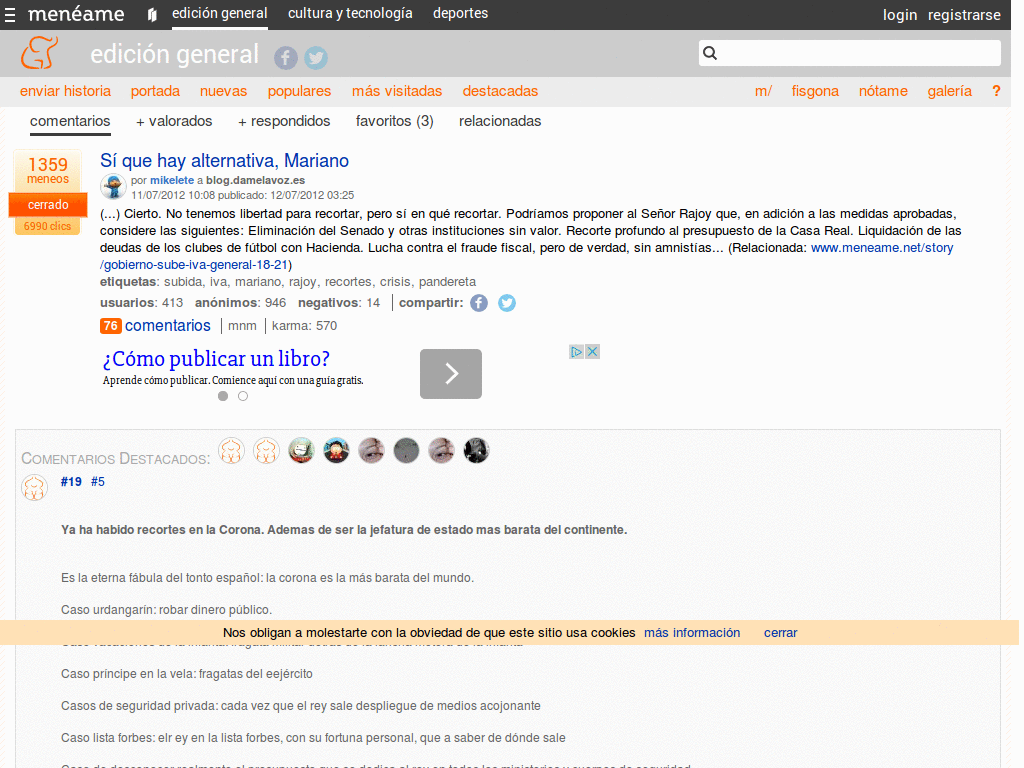 menéame edición general cultura y tecnología deportes login registrarse
edición general
enviar historia portada nuevas populares más visitadas destacadas m/ fisgona nótame galería ?
comentarios + valorados + respondidos favoritos (3) relacionadas
1359
meneos
cerrado
6990 clics
Sí que hay alternativa, Mariano
por mikelete a blog.damelavoz.es
11/07/2012 10:08 publicado: 12/07/2012 03:25
(...) Cierto. No tenemos libertad para recortar, pero sí en qué recortar. Podríamos proponer al Señor Rajoy que, en adición a las medidas aprobadas,
considere las siguientes: Eliminación del Senado y otras instituciones sin valor. Recorte profundo al presupuesto de la Casa Real. Liquidación de las
deudas de los clubes de fútbol con Hacienda. Lucha contra el fraude fiscal, pero de verdad, sin amnistías... (Relacionada: www.meneame.net/story
/gobierno-sube-iva-general-18-21)
etiquetas: subida, iva, mariano, rajoy, recortes, crisis, pandereta
usuarios: 413 anónimos: 946 negativos: 14 compartir:
76 comentarios mnm karma: 570
¿Cómo publicar un libro?
Aprende cómo publicar. Comience aquí con una guía gratis.
Comentarios Destacados:
#19 #5
Ya ha habido recortes en la Corona. Ademas de ser la jefatura de estado mas barata del continente.
Es la eterna fábula del tonto español: la corona es la más barata del mundo.
Caso urdangarín: robar dinero público.
Nos obligan a molestarte con la obviedad de que este sitio usa cookies más información cerrar
Caso príncipe en la vela: fragatas del eejército
Casos de seguridad privada: cada vez que el rey sale despliegue de medios acojonante
Caso lista forbes: elr ey en la lista forbes, con su fortuna personal, que a saber de dónde sale